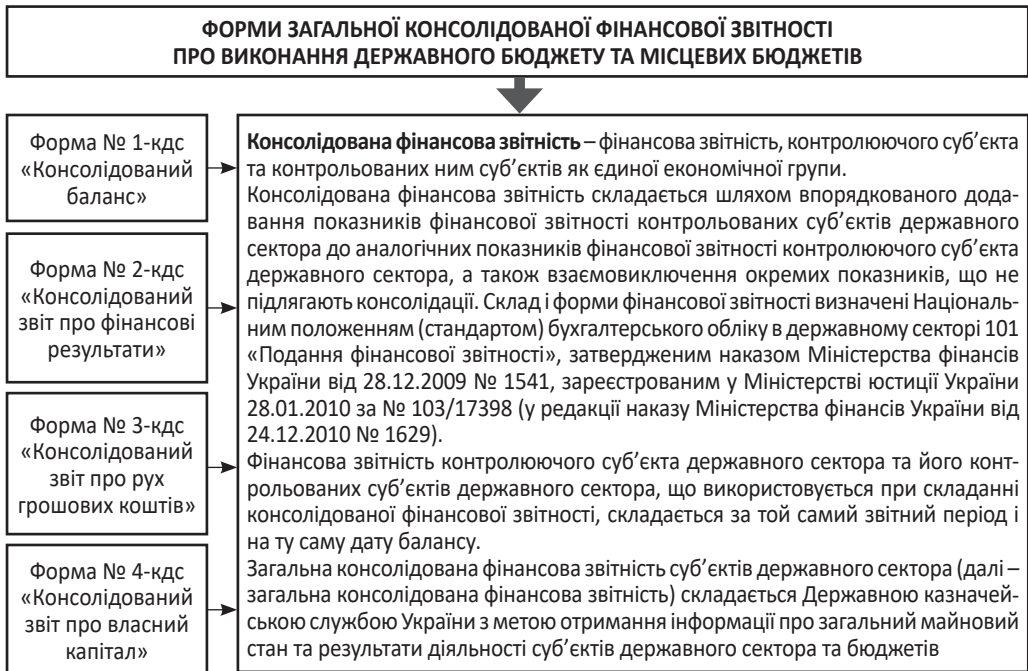 ФОРМИ ЗАГАЛЬНОЇ КОНСОЛІДОВАНОЇ ФІНАНСОВОЇ ЗВІТНОСТІ
ПРО ВИКОНАННЯ ДЕРЖАВНОГО БЮДЖЕТУ ТА МІСЦЕВИХ БЮДЖЕТІВ
Форма № 1-кдс
«Консолідований
баланс»
Форма № 2-кдс
«Консолідований
звіт про фінансові
результати»
Форма № 3-кдс
«Консолідований
звіт про рух
грошових коштів»
Форма № 4-кдс
«Консолідований
звіт про власний
капітал»
Консолідована фінансова звітність – фінансова звітність, контролюючого суб’єкта
та контрольованих ним суб’єктів як єдиної економічної групи.
Консолідована фінансова звітність складається шляхом впорядкованого дода-
вання показників фінансової звітності контрольованих суб’єктів державного
сектора до аналогічних показників фінансової звітності контролюючого суб’єкта
державного сектора, а також взаємовиключення окремих показників, що не
підлягають консолідації. Склад і форми фінансової звітності визначені Національ-
ним положенням (стандартом) бухгалтерського обліку в державному секторі 101
«Подання фінансової звітності», затвердженим наказом Міністерства фінансів
України від 28.12.2009 № 1541, зареєстрованим у Міністерстві юстиції України
28.01.2010 за № 103/17398 (у редакції наказу Міністерства фінансів України від
24.12.2010 № 1629).
Фінансова звітність контролюючого суб’єкта державного сектора та його конт-
рольованих суб’єктів державного сектора, що використовується при складанні
консолідованої фінансової звітності, складається за той самий звітний період і
на ту саму дату балансу.
Загальна консолідована фінансова звітність суб’єктів державного сектора (далі –
загальна консолідована фінансова звітність) складається Державною казначей-
ською службою України з метою отримання інформації про загальний майновий
стан та результати діяльності суб’єктів державного сектора та бюджетів